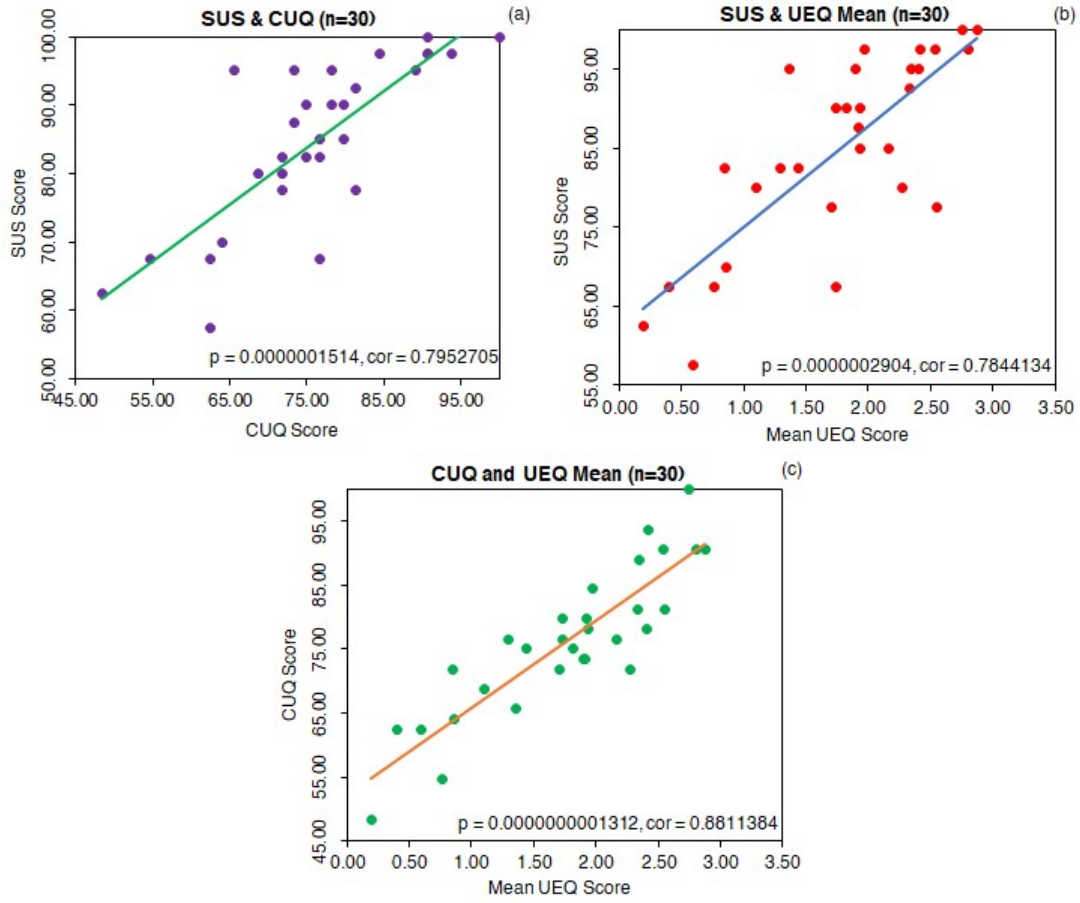 SUS & CUQ (n=30)
(a)
100.00
90.00
80.00
70.00
60.00
50.00
SUS Score
p = 0.0000001514, cor = 0.7952705
45.00 55.00 65.00 75.00 85.00 95.00
CUQ Score
SUS & UEQ Mean (n=30)
(b)
95.00
85.00
75.00
65.00
55.00
SUS Score
p = 0.0000002904, cor = 0.7844134
0.00 0.50 1.00 1.50 2.00 2.50 3.00 3.50
Mean UEQ Score
CUQ and UEQ Mean (n=30)
(c)
95.00
85.00
75.00
65.00
55.00
45.00
CUQ Score
p = 0.0000000001312, cor = 0.8811384
0.00 0.50 1.00 1.50 2.00 2.50 3.00 3.50
Mean UEQ Score